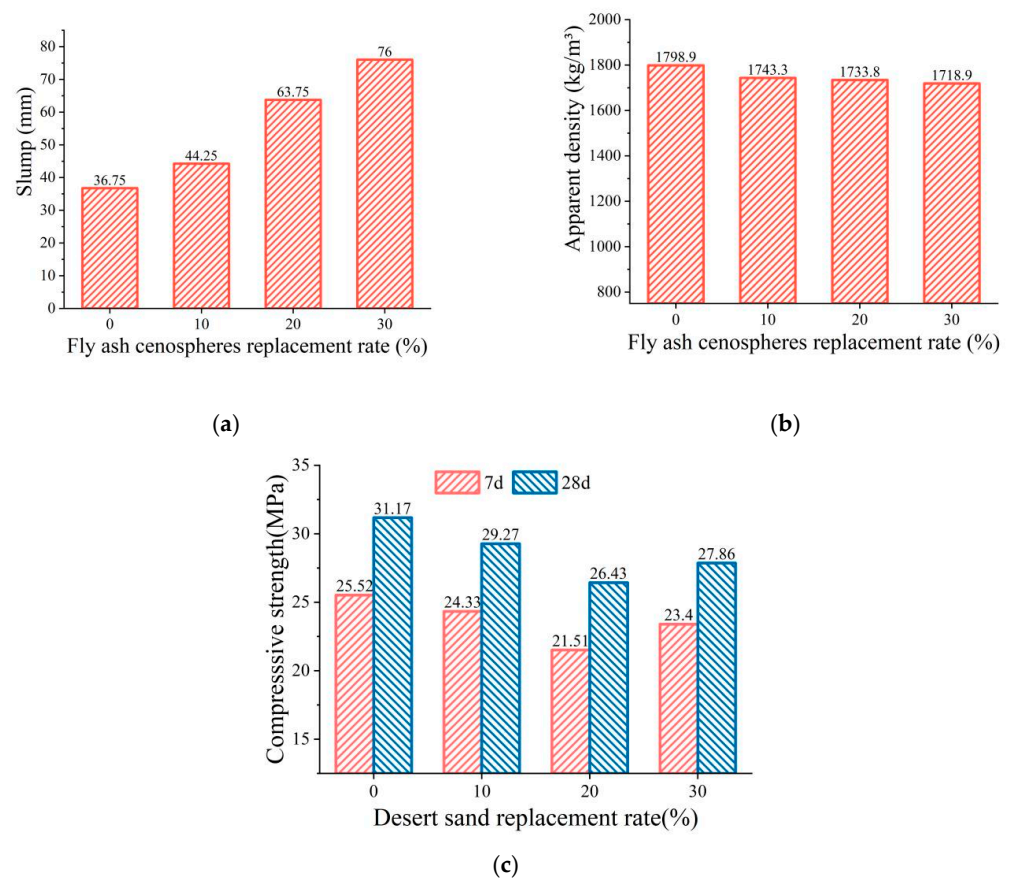 80
70
60
50
40
30
20
10
0
Slump (mm)
36.75
44.25
63.75
76
0 10 20 30
Fly ash cenospheres replacement rate (%)
(a)
2000
1800
1600
1400
1200
1000
800
Apparent density (kg/m³)
1798.9
1743.3
1733.8
1718.9
0 10 20 30
Fly ash cenospheres replacement rate (%)
(b)
35
30
25
20
15
Compresssive strength(MPa)
7d 28d
25.52
31.17
24.33
29.27
21.51
26.43
23.4
27.86
0 10 20 30
Desert sand replacement rate(%)
(c)